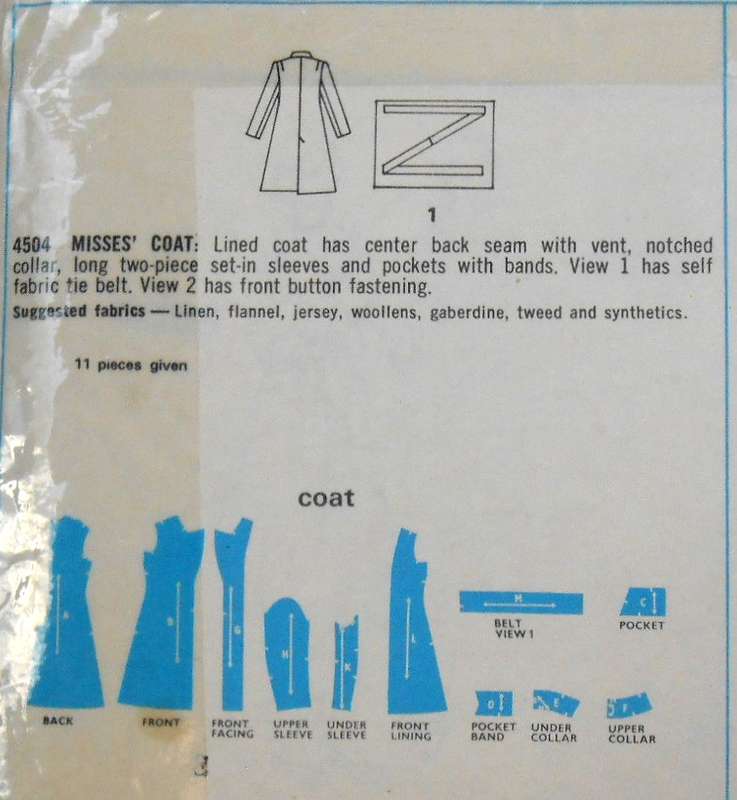 1
4504 MISSES' COAT: Lined coat has center back seam with vent, notched
collar, long two-piece set-in sleeves and pockets with bands. View 1 has self
fabric tie belt. View 2 has front button fastening.
Suggested fabrics — Linen, flannel, jersey, woollens, gaberdine, tweed and synthetics.
11 pieces given
coat
A
B
G
H
K
L
M
C
BELT
VIEW 1
POCKET
D
E
F
BACK
FRONT
FRONT
FACING
UPPER
SLEEVE
UNDER
SLEEVE
FRONT
LINING
POCKET
BAND
UNDER
COLLAR
UPPER
COLLAR